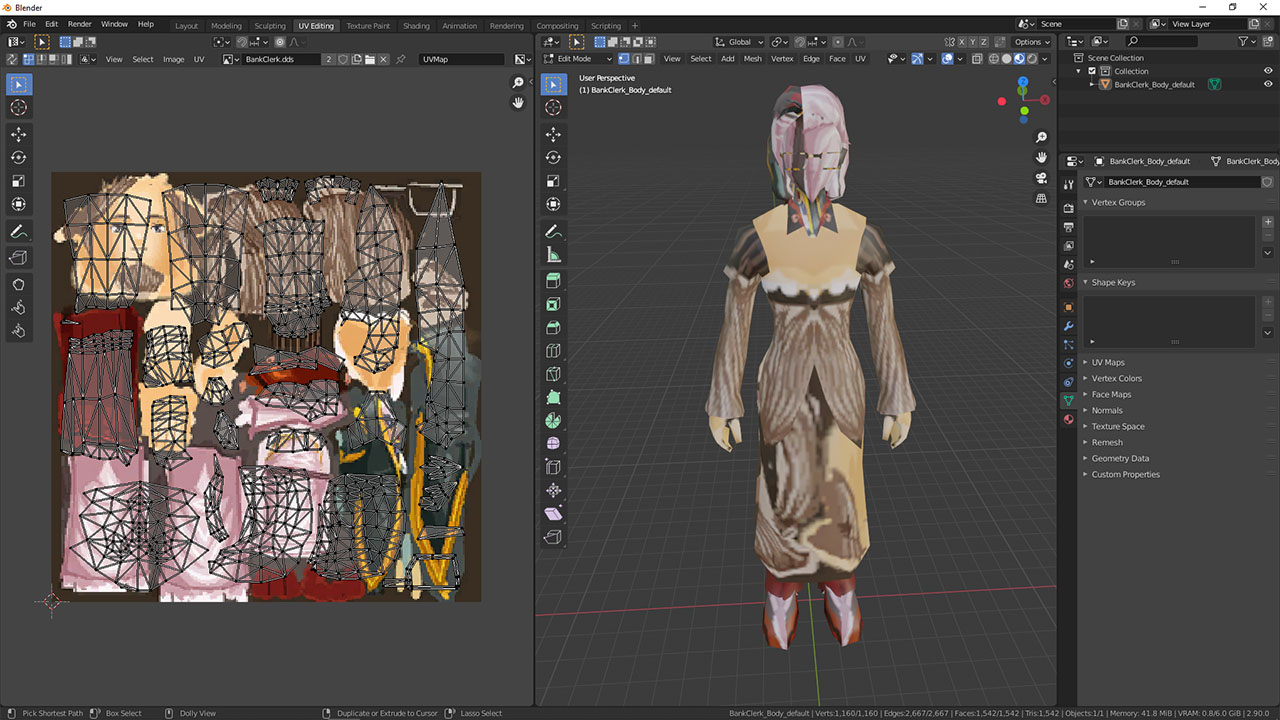 Blender
File Edit Render Window Help Layout Modeling Sculpting UV Editing Texture Paint Shading Animation Rendering Compositing Scripting + Scene View Layer
Global Options
View Select Image UV BankClerk.dds 2 UVMap Edit Mode View Select Add Mesh Vertex Edge Face UV
X Y Z
Scene Collection
Collection
BankClerk_Body_default
User Perspective
(1) BankClerk_Body_default
BankClerk_Body_default BankClerk_Body
BankClerk_Body_default
Vertex Groups
Shape Keys
UV Maps
Vertex Colors
Face Maps
Normals
Texture Space
Remesh
Geometry Data
Custom Properties
Pick Shortest Path Box Select Dolly View Duplicate or Extrude to Cursor Lasso Select BankClerk_Body_default | Verts:1,160/1,160 | Edges:2,667/2,667 | Faces:1,542/1,542 | Tris:1,542 | Objects:1/1 | Memory: 41.8 MiB | VRAM: 0.8/6.0 GiB | 2.90.0